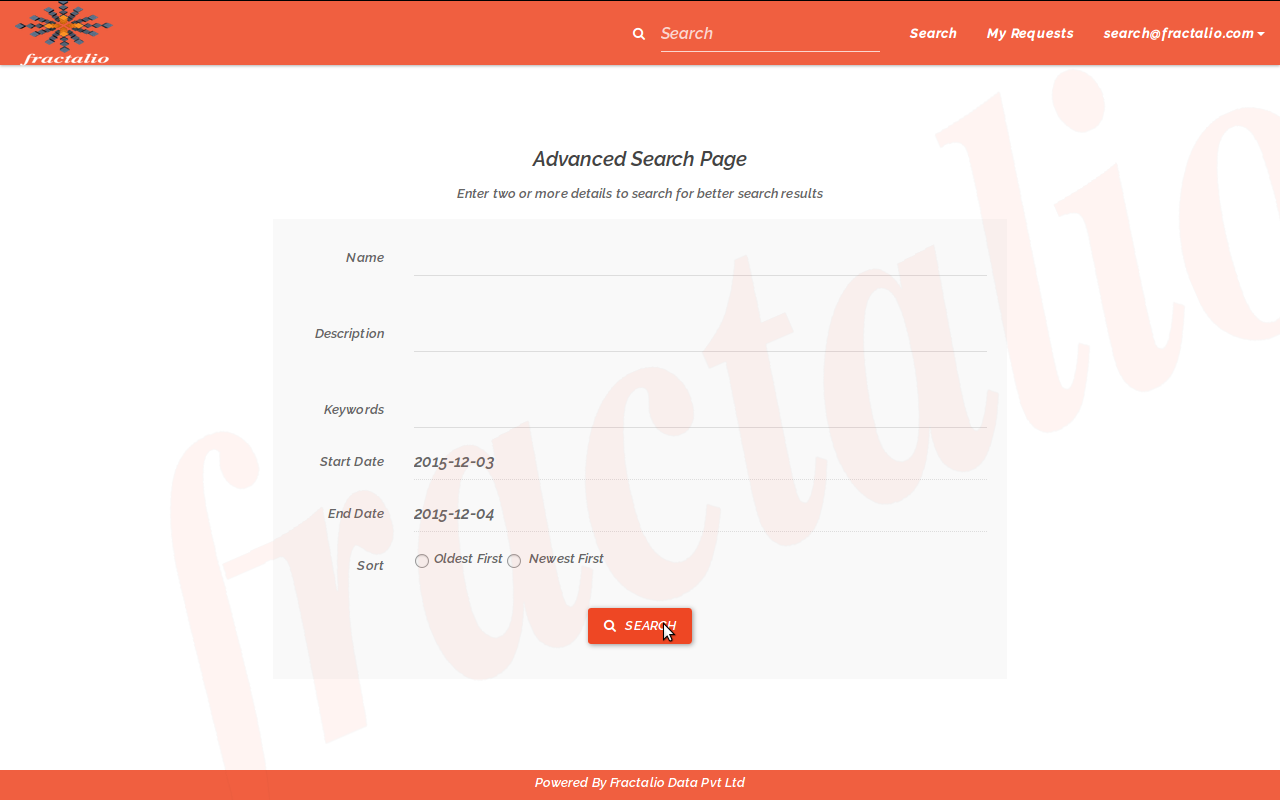 fractalio
Search
Search
My Requests
search@fractalio.com
Advanced Search Page
Enter two or more details to search for better search results
Name
Description
Keywords
Start Date
2015-12-03
End Date
2015-12-04
Sort
Oldest First
Newest First
SEARCH
fractalio
Powered By Fractalio Data Pvt Ltd